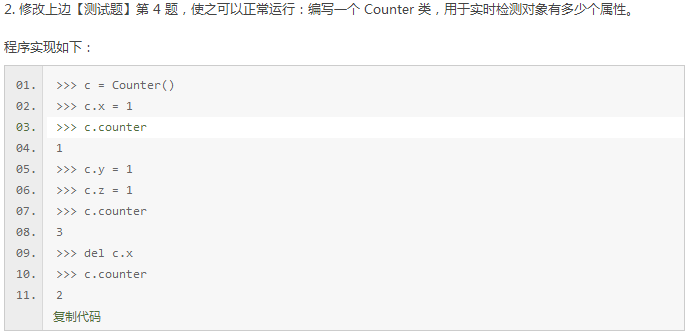 2. 修改上边【测试题】第 4 题，使之可以正常运行：编写一个 Counter 类，用于实时检测对象有多少个属性。
程序实现如下：
01. >>> c = Counter()
02. >>> c.x = 1
03. >>> c.counter
04. 1
05. >>> c.y = 1
06. >>> c.z = 1
07. >>> c.counter
08. 3
09. >>> del c.x
10. >>> c.counter
11. 2
复制代码